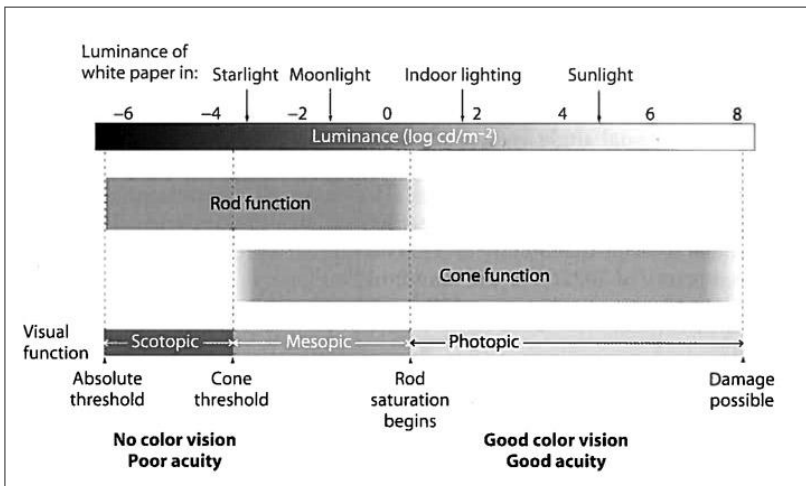 Luminance of
white paper in:
Starlight
Moonlight
Indoor lighting
Sunlight
−6 −4 −2 0 2 4 6 8
Luminance (log cd/m⁻²)
Rod function
Cone function
Visual
function
Scotopic
Mesopic
Photopic
Absolute
threshold
Cone
threshold
Rod
saturation
begins
Damage
possible
No color vision
Poor acuity
Good color vision
Good acuity